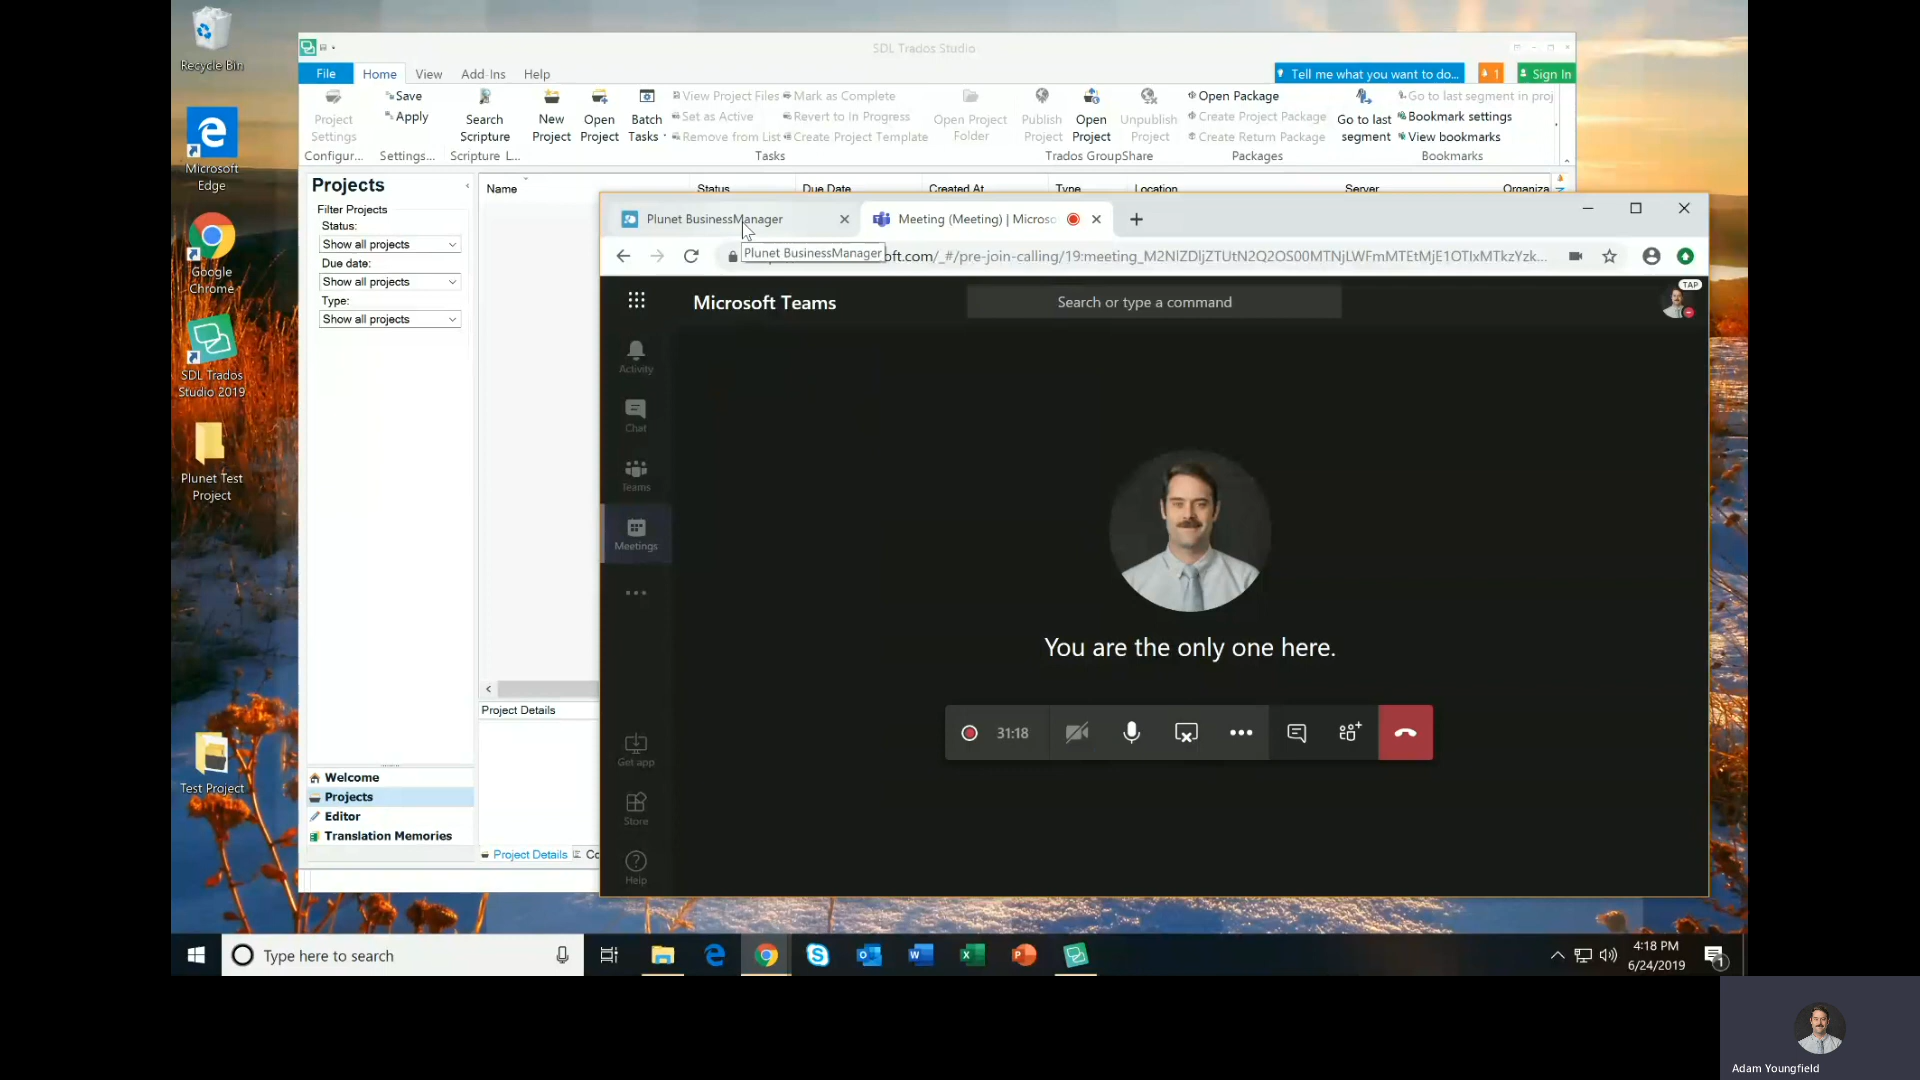 Recycle Bin
Microsoft
Edge
Google
Chrome
SDL Trados
Studio 2019
Plunet Test
Project
Test Project
SDL Trados Studio
File Home View Add-Ins Help
Tell me what you want to do...
1
Sign In
Project
Settings
Configur...
Save
Apply
Settings...
Search
Scripture
Scripture L...
New
Project
Open
Project
Batch
Tasks
View Project Files
Set as Active
Remove from List
Mark as Complete
Revert to In Progress
Create Project Template
Tasks
Open Project
Folder
Publish
Project
Open
Project
Unpublish
Project
Trados GroupShare
Open Package
Create Project Package
Create Return Package
Packages
Go to last
segment
Go to last segment in proj
Bookmark settings
View bookmarks
Bookmarks
Projects
Filter Projects
Status:
Show all projects
Due date:
Show all projects
Type:
Show all projects
Name Status Due Date Created At Type Location Server Organiza
Project Details
Welcome
Projects
Editor
Translation Memories
Project Details Co
Plunet BusinessManager
Meeting (Meeting) | Microso
Plunet BusinessManager
oft.com/_#/pre-join-calling/19:meeting_M2NlZDljZTUtN2Q2OS00MTNjLWFmMTEtMjE1OTIxMTkzYzk...
Microsoft Teams
Search or type a command
TAP
Activity
Chat
Teams
Meetings
Get app
Store
Help
You are the only one here.
31:18
Type here to search
4:18 PM
6/24/2019
1
Adam Youngfield